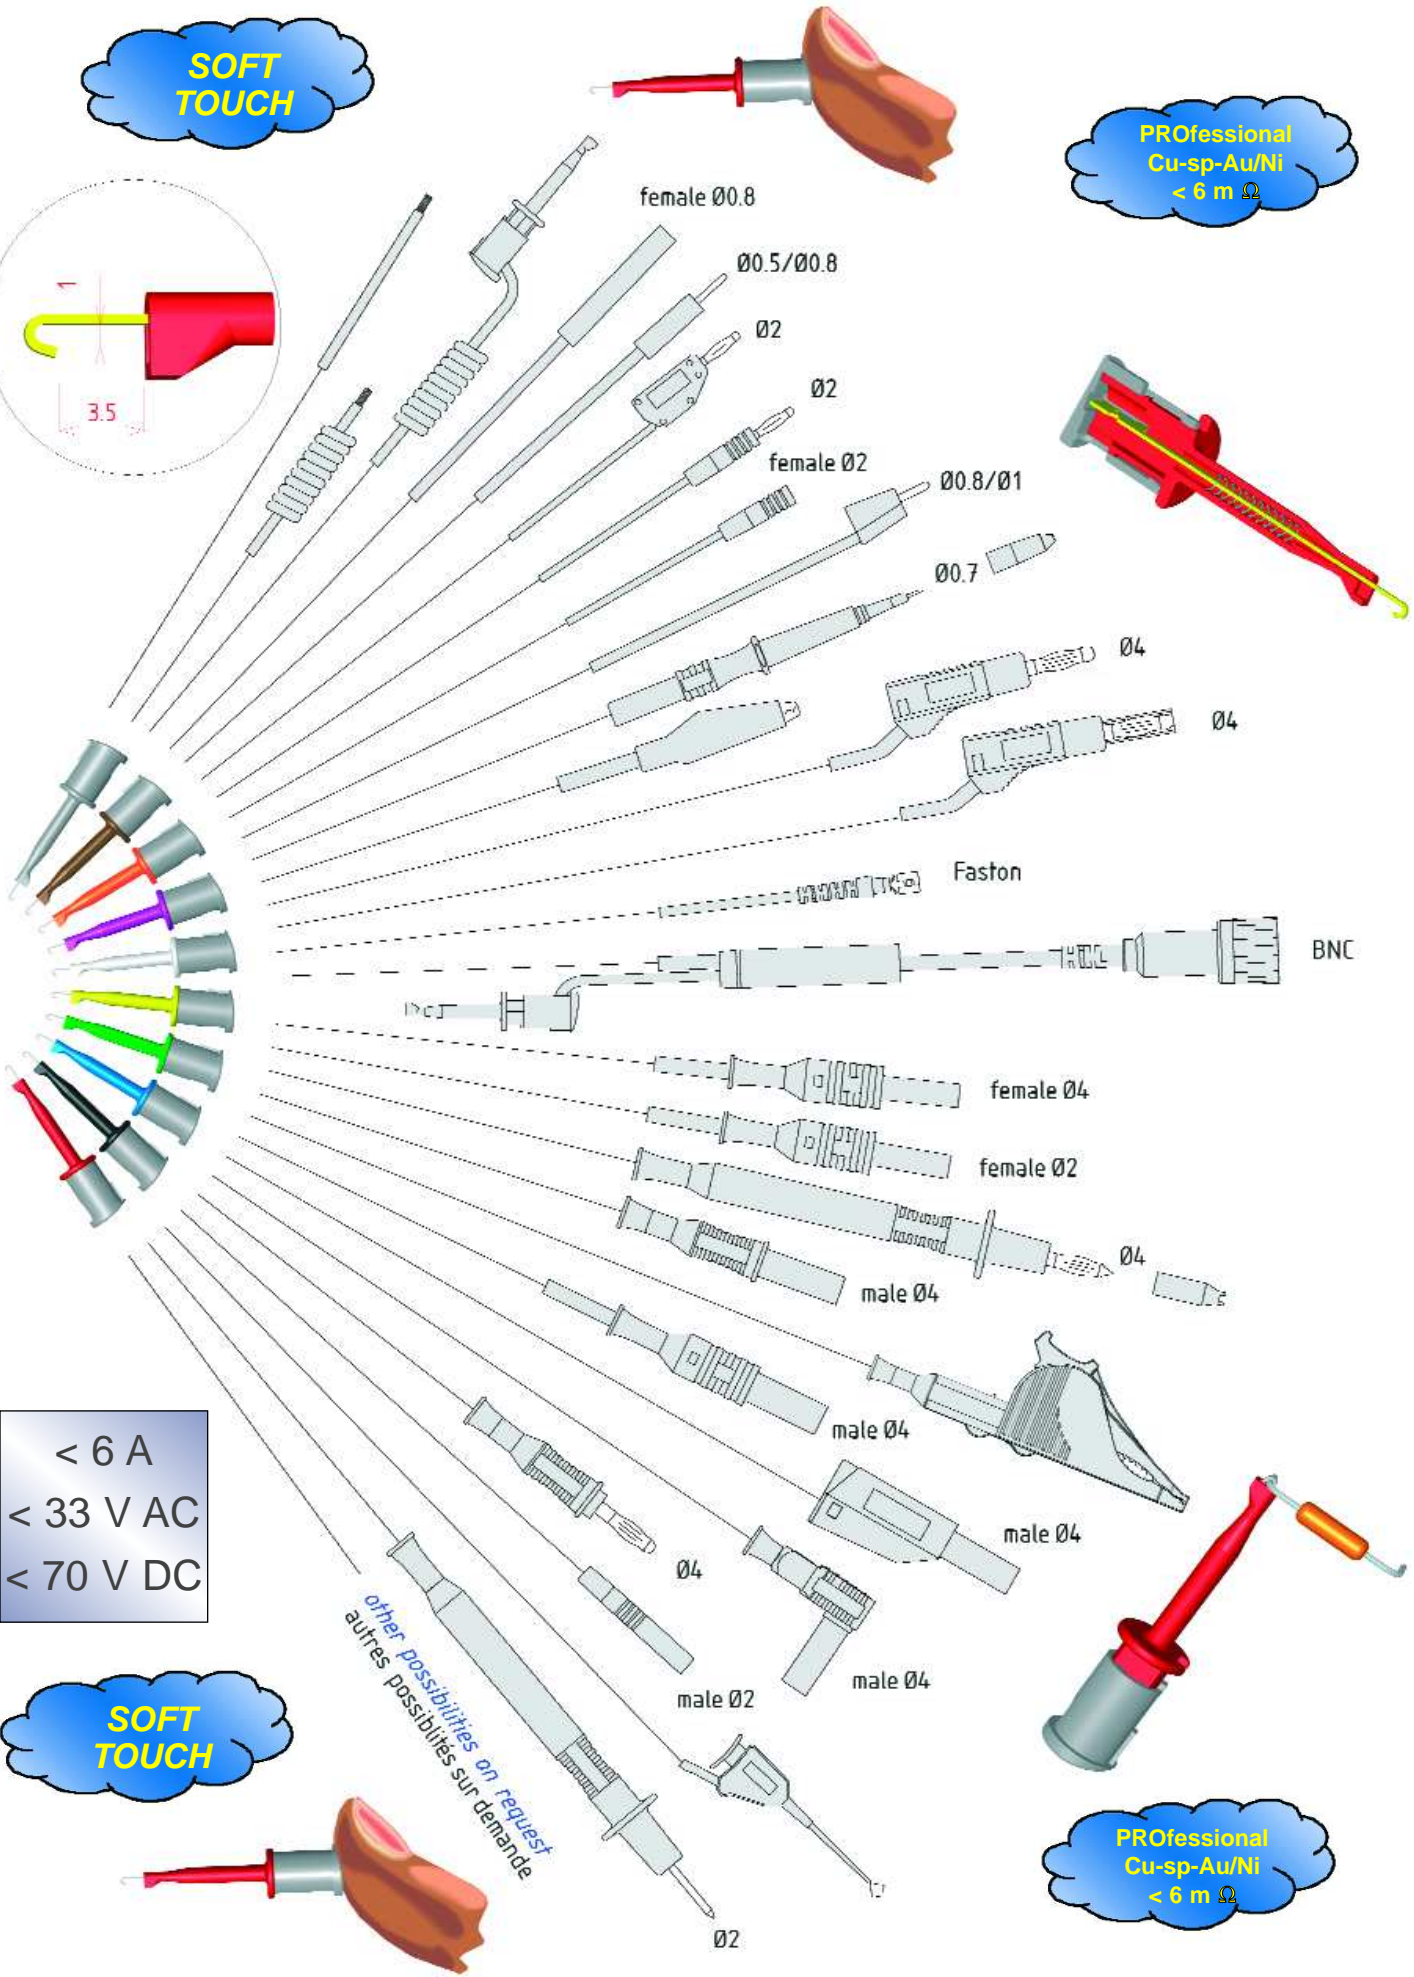 SOFT
TOUCH
PROfessional
Cu-sp-Au/Ni
< 6 m Ω
female Ø0.8
Ø0.5/Ø0.8
Ø2
Ø2
female Ø2
Ø0.8/Ø1
Ø0.7
1
3.5
Ø4
Ø4
Faston
BNC
female Ø4
female Ø2
Ø4
male Ø4
male Ø4
male Ø4
Ø4
male Ø4
male Ø2
Ø2
< 6 A
< 33 V AC
< 70 V DC
other possibilities on request
autres possiblités sur demande
SOFT
TOUCH
PROfessional
Cu-sp-Au/Ni
< 6 m Ω